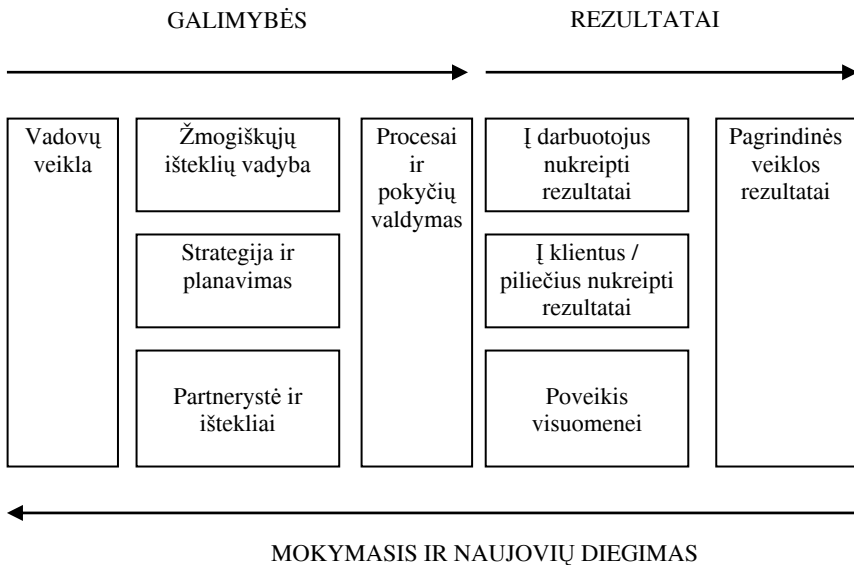 GALIMYBĖS
REZULTATAI
Vadovų
veikla
Žmogiškųjų
išteklių vadyba
Strategija ir
planavimas
Partnerystė ir
ištekliai
Procesai
ir
pokyčių
valdymas
Į darbuotojus
nukreipti
rezultatai
Į klientus /
piliečius nukreipti
rezultatai
Poveikis
visuomenei
Pagrindinės
veiklos
rezultatai
MOKYMASIS IR NAUJOVIŲ DIEGIMAS